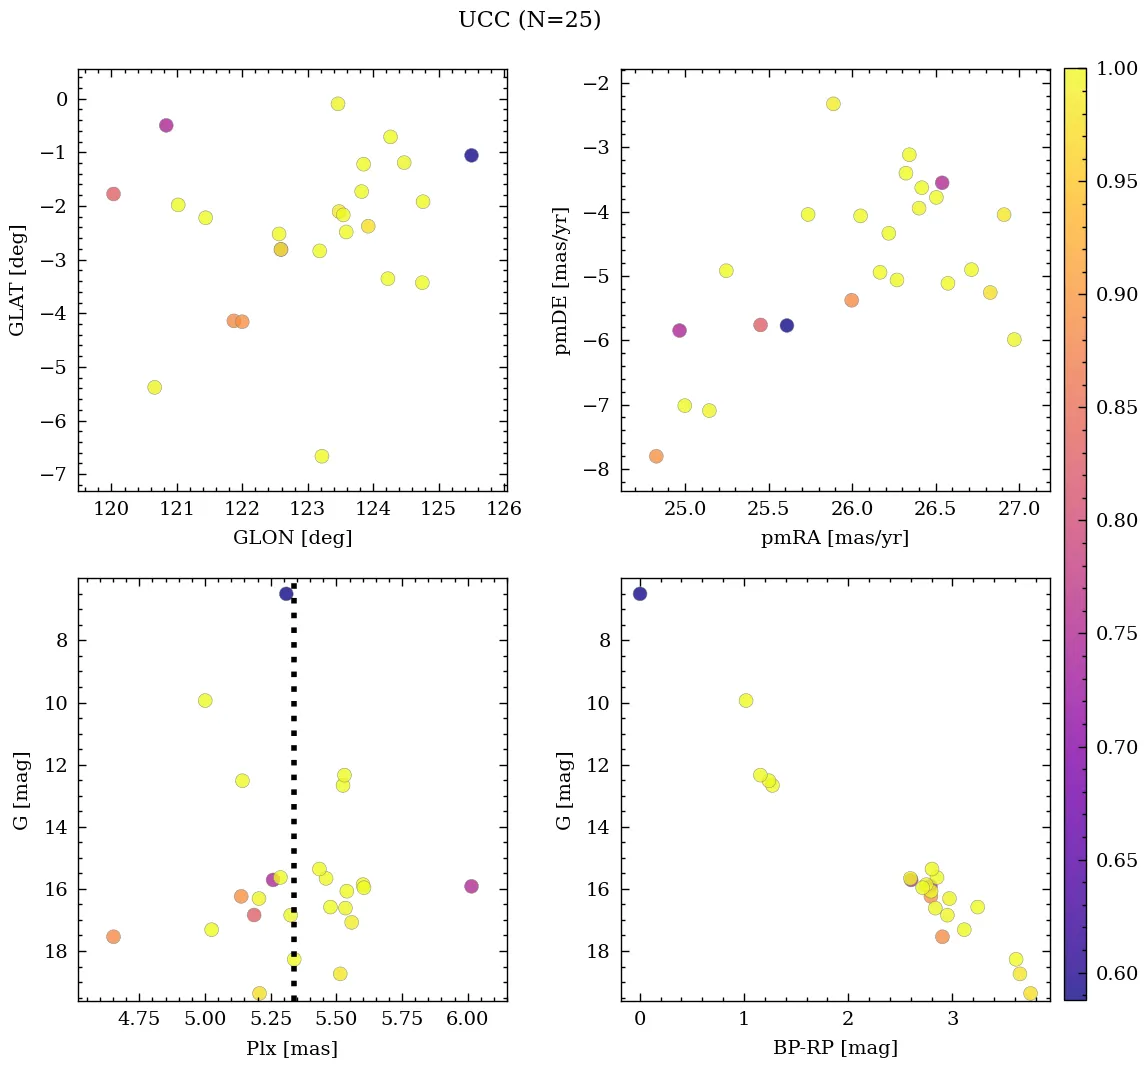 UCC (N=25)
0
−1
−2
−3
−4
−5
−6
−7
GLAT [deg]
120 121 122 123 124 125 126
GLON [deg]
−2
−3
−4
−5
−6
−7
−8
pmDE [mas/yr]
25.0 25.5 26.0 26.5 27.0
pmRA [mas/yr]
8
10
12
14
16
18
G [mag]
4.75 5.00 5.25 5.50 5.75 6.00
Plx [mas]
8
10
12
14
16
18
G [mag]
0 1 2 3
BP-RP [mag]
1.00
0.95
0.90
0.85
0.80
0.75
0.70
0.65
0.60